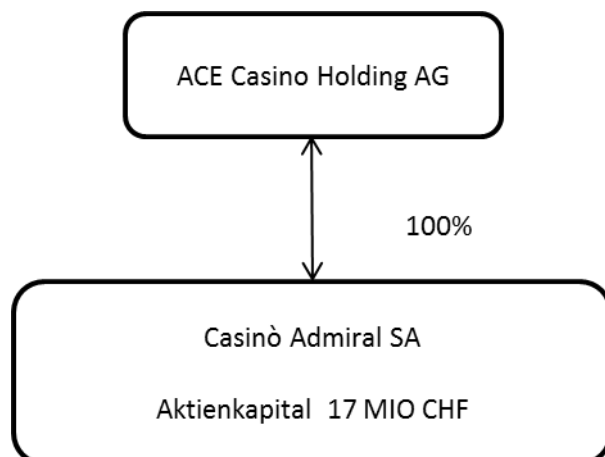 ACE Casino Holding AG
100%
Casinò Admiral SA
Aktienkapital 17 MIO CHF